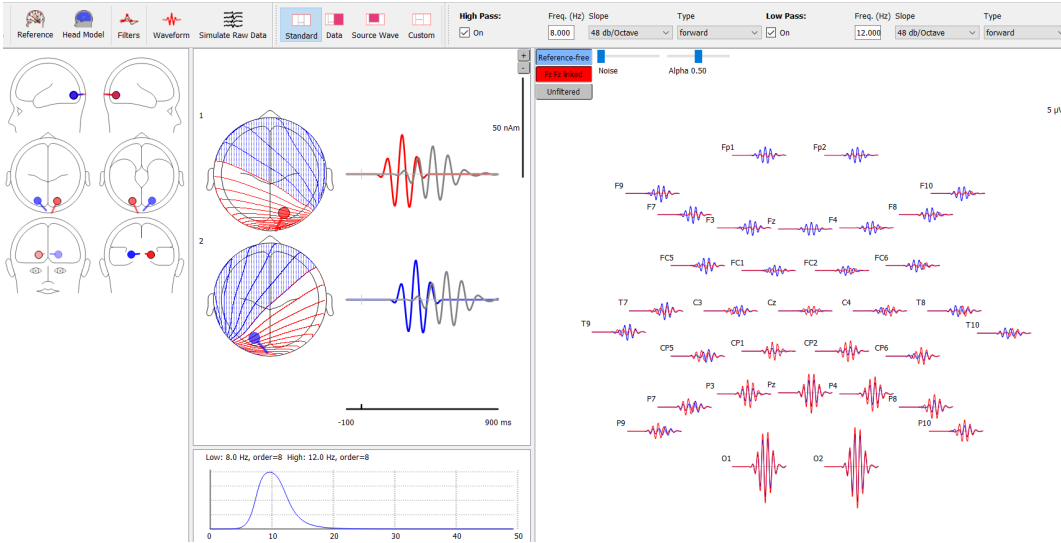 High Pass: Freq. (Hz) Slope Type Low Pass: Freq. (Hz) Slope Type
On 8.000 48 db/Octave forward On 12.000 48 db/Octave forward
Reference Head Model Filters Waveform Simulate Raw Data Standard Data Source Wave Custom
Reference-free
Fz Fz linked
Unfiltered
Noise Alpha 0.50
5 µV
1
50 nAm
2
-100 900 ms
Low: 8.0 Hz, order=8 High: 12.0 Hz, order=8
0 10 20 30 40 50
Fp1 Fp2
F9 F10
F7 F8
F3 Fz F4
FC5 FC1 FC2 FC6
T7 C3 Cz C4 T8
T9 T10
CP5 CP1 CP2 CP6
P3 Pz P4
P7 P8
P9 P10
O1 O2